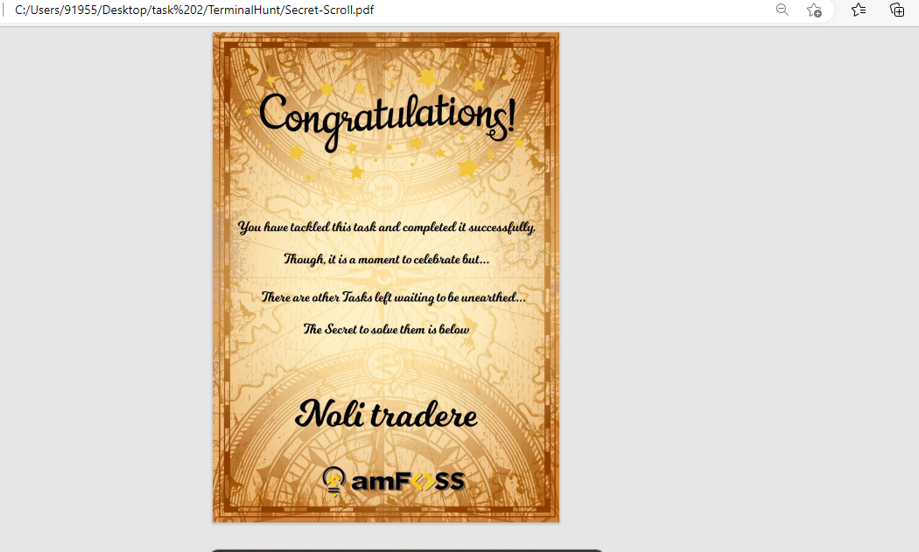 C:/Users/91955/Desktop/task%202/TerminalHunt/Secret-Scroll.pdf
Congratulations!
You have tackled this task and completed it successfully.
Though, it is a moment to celebrate but...
There are other Tasks left waiting to be unearthed...
The Secret to solve them is below
Noli tradere
amF<>SS